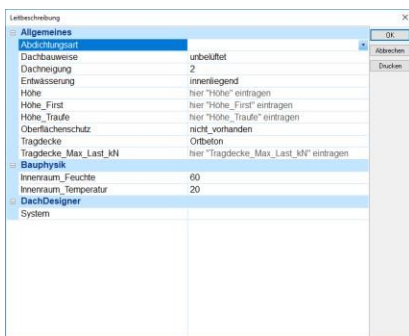 Leitbeschreibung
Allgemeines
Abdichtungsart
Dachbauweise unbelüftet
Dachneigung 2
Entwässerung innenliegend
Höhe hier "Höhe" eintragen
Höhe_First hier "Höhe_First" eintragen
Höhe_Traufe hier "Höhe_Traufe" eintragen
Oberflächenschutz nicht_vorhanden
Tragdecke Ortbeton
Tragdecke_Max_Last_kN hier "Tragdecke_Max_Last_kN" eintragen
Bauphysik
Innenraum_Feuchte 60
Innenraum_Temperatur 20
DachDesigner
System
OK
Abbrechen
Drucken